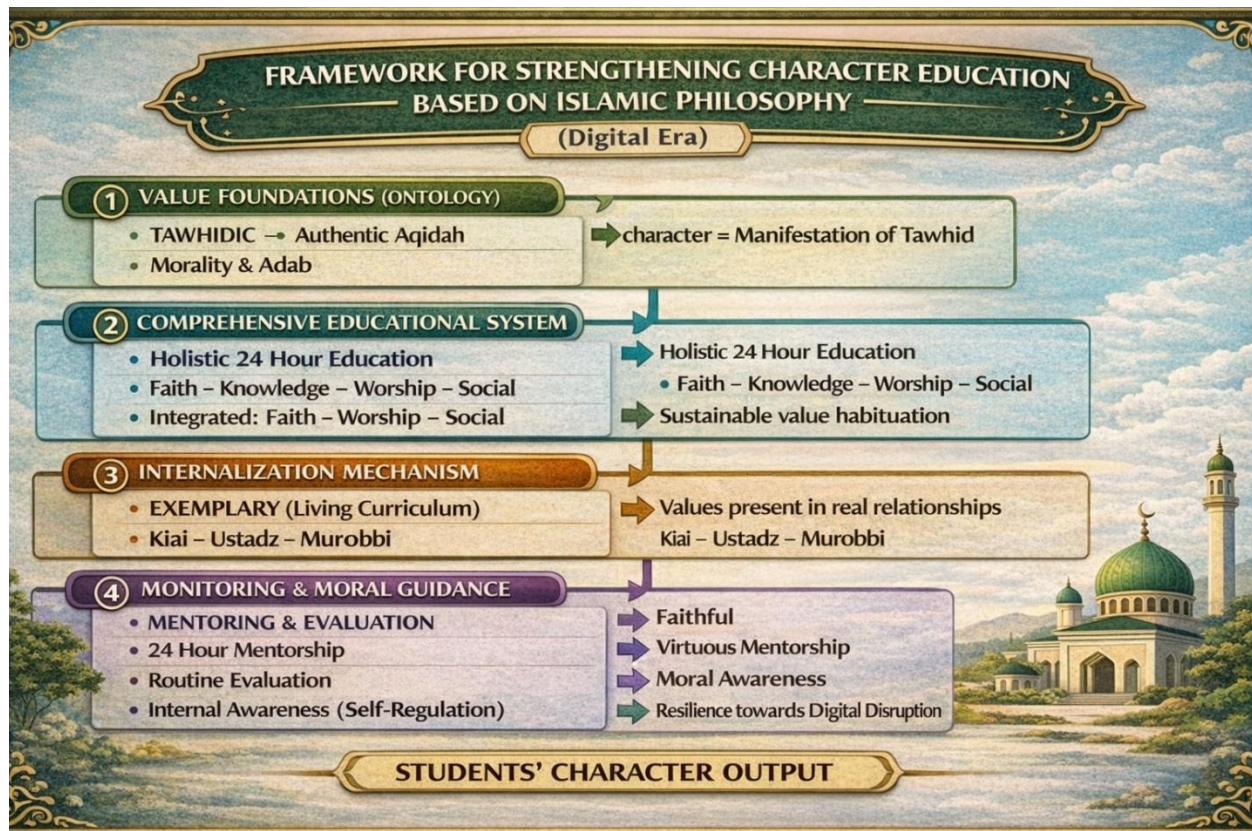 FRAMEWORK FOR STRENGTHENING CHARACTER EDUCATION
BASED ON ISLAMIC PHILOSOPHY
(Digital Era)
1 VALUE FOUNDATIONS (ONTOLOGY)
• TAWHIDIC → Authentic Aqidah
• Morality & Adab
character = Manifestation of Tawhid
2 COMPREHENSIVE EDUCATIONAL SYSTEM
• Holistic 24 Hour Education
• Faith – Knowledge – Worship – Social
• Integrated: Faith – Worship – Social
Holistic 24 Hour Education
• Faith – Knowledge – Worship – Social
Sustainable value habituation
3 INTERNALIZATION MECHANISM
• EXEMPLARY (Living Curriculum)
• Kiai – Ustadz – Murobbi
Values present in real relationships
Kiai – Ustadz – Murobbi
4 MONITORING & MORAL GUIDANCE
• MENTORING & EVALUATION
• 24 Hour Mentorship
• Routine Evaluation
• Internal Awareness (Self-Regulation)
Faithful
Virtuous Mentorship
Moral Awareness
Resilience towards Digital Disruption
STUDENTS' CHARACTER OUTPUT